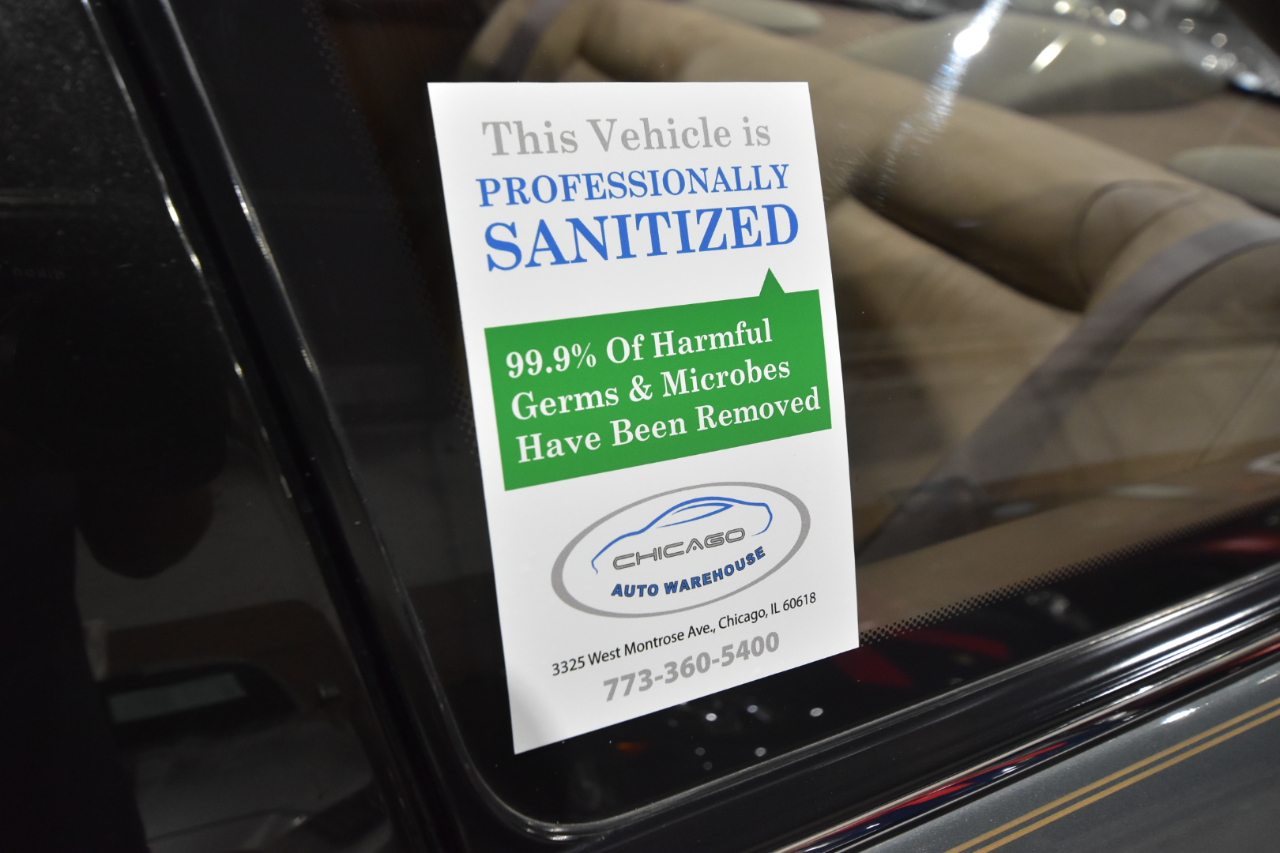 This Vehicle is
PROFESSIONALLY
SANITIZED
99.9% Of Harmful
Germs & Microbes
Have Been Removed
CHICAGO
AUTO WAREHOUSE
3325 West Montrose Ave., Chicago, IL 60618
773-360-5400